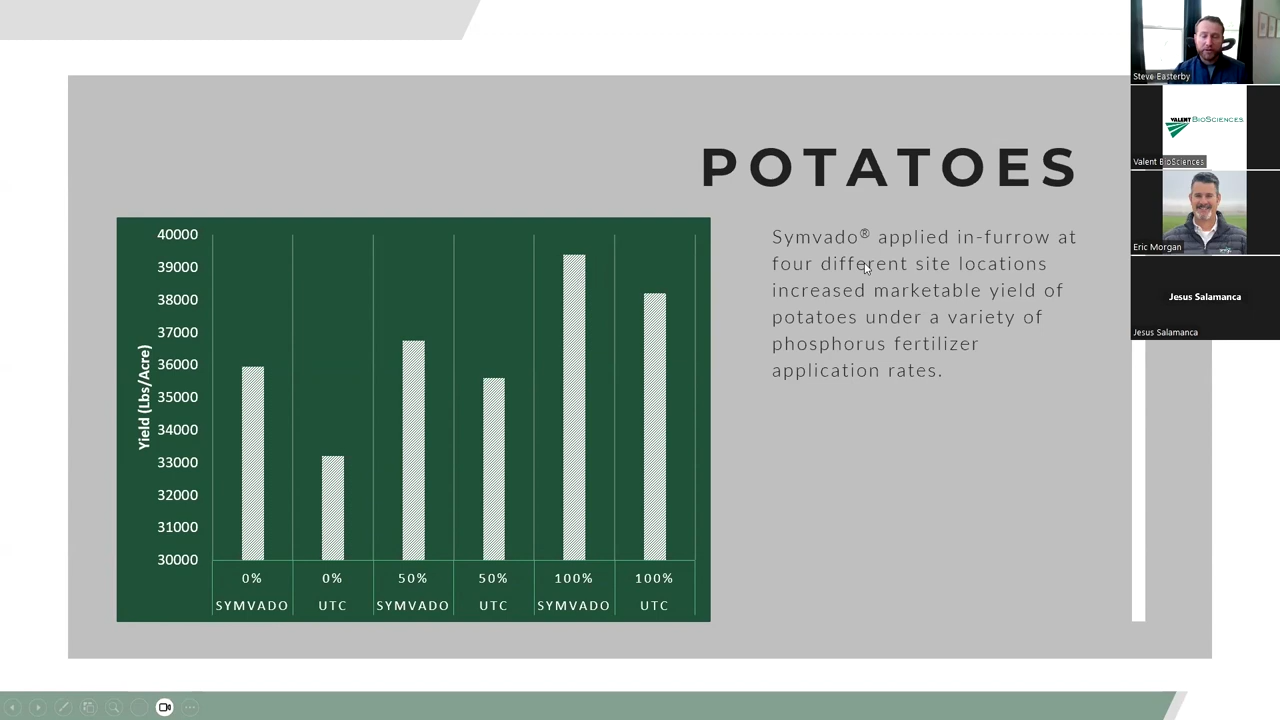 POTATOES
Symvado® applied in-furrow at
four different site locations
increased marketable yield of
potatoes under a variety of
phosphorus fertilizer
application rates.
Yield (Lbs/Acre)
40000
39000
38000
37000
36000
35000
34000
33000
32000
31000
30000
0% 0% 50% 50% 100% 100%
SYMVADO UTC SYMVADO UTC SYMVADO UTC
Steve Easterby
VALENT BIOSCIENCES
Valent BioSciences
Eric Morgan
Jesus Salamanca
Jesus Salamanca